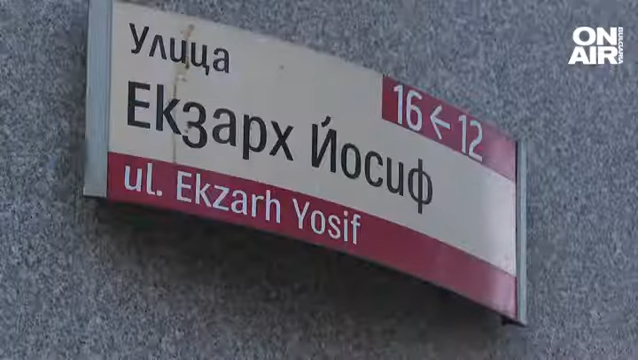 Улица
Екзарх Йосиф
16←12
ul. Ekzarh Yosif
ON
AIR
BULGARIA